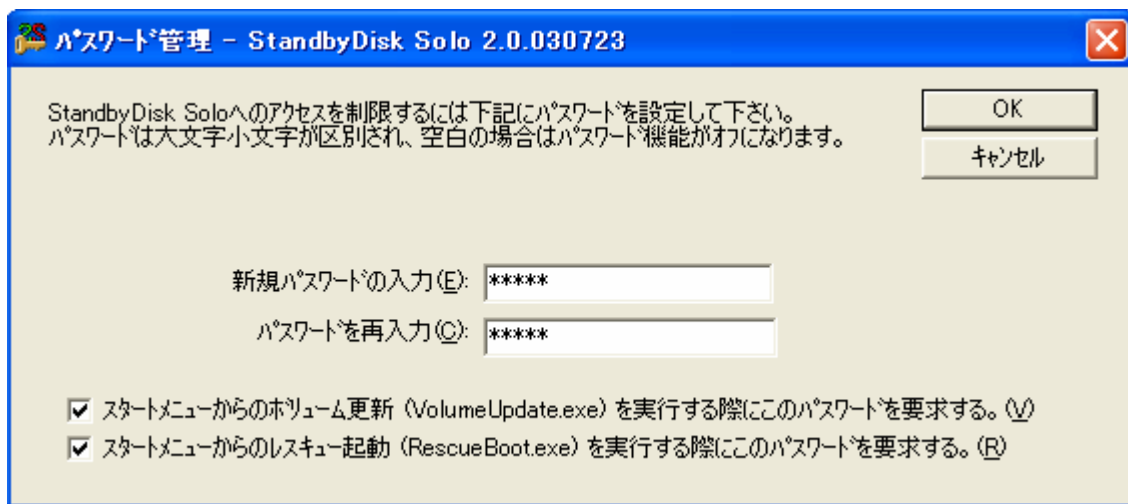 パスワード管理 - StandbyDisk Solo 2.0.030723
StandbyDisk Soloへのアクセスを制限するには下記にパスワードを設定して下さい。
パスワードは大文字小文字が区別され、空白の場合はパスワード機能がオフになります。
OK
キャンセル
新規パスワードの入力(E): *****
パスワードを再入力(C): *****
スタートメニューからのボリューム更新 (VolumeUpdate.exe) を実行する際にこのパスワードを要求する。(V)
スタートメニューからのレスキュー起動 (RescueBoot.exe) を実行する際にこのパスワードを要求する。(R)